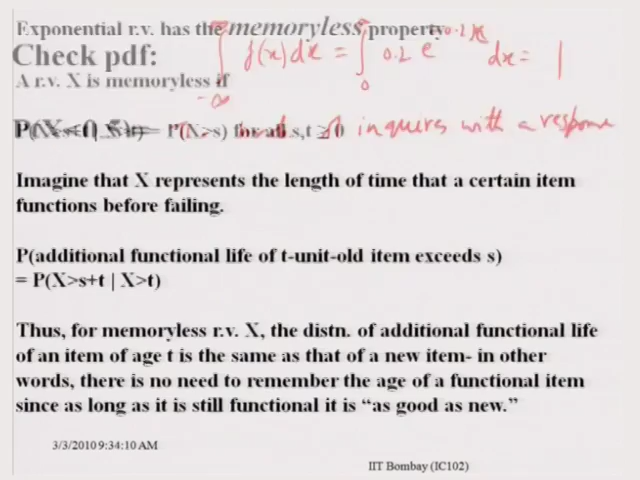 Exponential r.v. has the memoryless property
Check pdf:
∫ f(x)dx = ∫ 0.2 e dx = 1
-∞ 0
A r.v. X is memoryless if
P(X>s) for all s,t ≥ 0
inquires with a response
Imagine that X represents the length of time that a certain item
functions before failing.
P(additional functional life of t-unit-old item exceeds s)
= P(X>s+t | X>t)
Thus, for memoryless r.v. X, the distn. of additional functional life
of an item of age t is the same as that of a new item- in other
words, there is no need to remember the age of a functional item
since as long as it is still functional it is “as good as new.”
3/3/2010 9:34:10 AM
IIT Bombay (IC102)